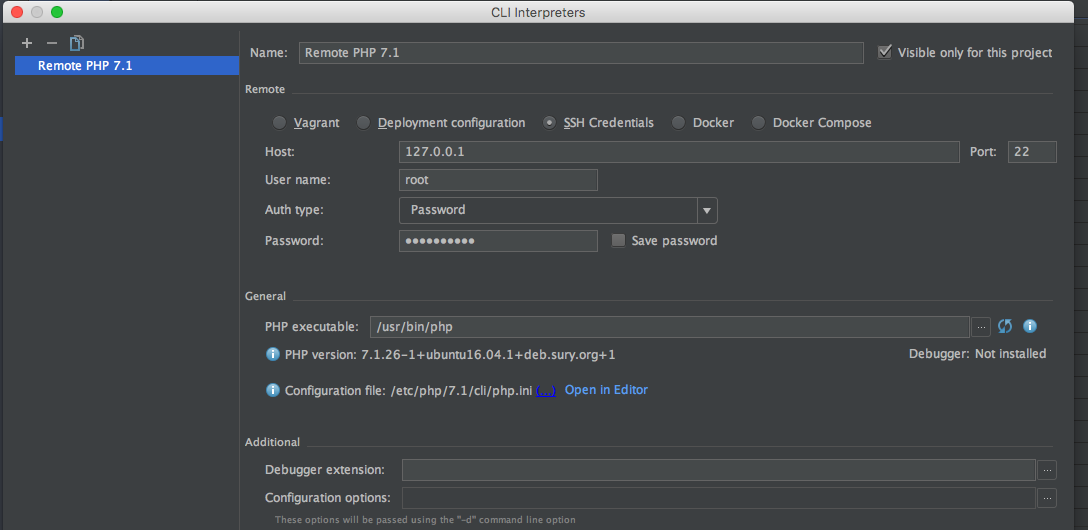 CLI Interpreters
Remote PHP 7.1
Name: Remote PHP 7.1 Visible only for this project
Remote
Vagrant Deployment configuration SSH Credentials Docker Docker Compose
Host: 127.0.0.1 Port: 22
User name: root
Auth type: Password
Password: •••••••••• Save password
General
PHP executable: /usr/bin/php ...
PHP version: 7.1.26-1+ubuntu16.04.1+deb.sury.org+1 Debugger: Not installed
Configuration file: /etc/php/7.1/cli/php.ini (...) Open in Editor
Additional
Debugger extension: ...
Configuration options: ...
These options will be passed using the "-d" command line option